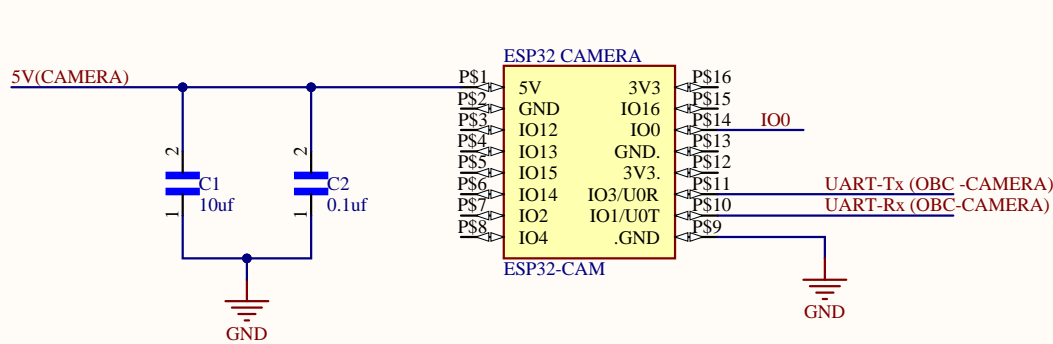 ESP32 CAMERA
5V(CAMERA)
P$1 5V 3V3 P$16
P$2 GND IO16 P$15
P$3 IO12 IO0 P$14 IO0
P$4 IO13 GND. P$13
P$5 IO15 3V3. P$12
P$6 IO14 IO3/U0R P$11 UART-Tx (OBC -CAMERA)
P$7 IO2 IO1/U0T P$10 UART-Rx (OBC-CAMERA)
P$8 IO4 .GND P$9
ESP32-CAM
2 C1 10uf 1
2 C2 0.1uf 1
GND
GND